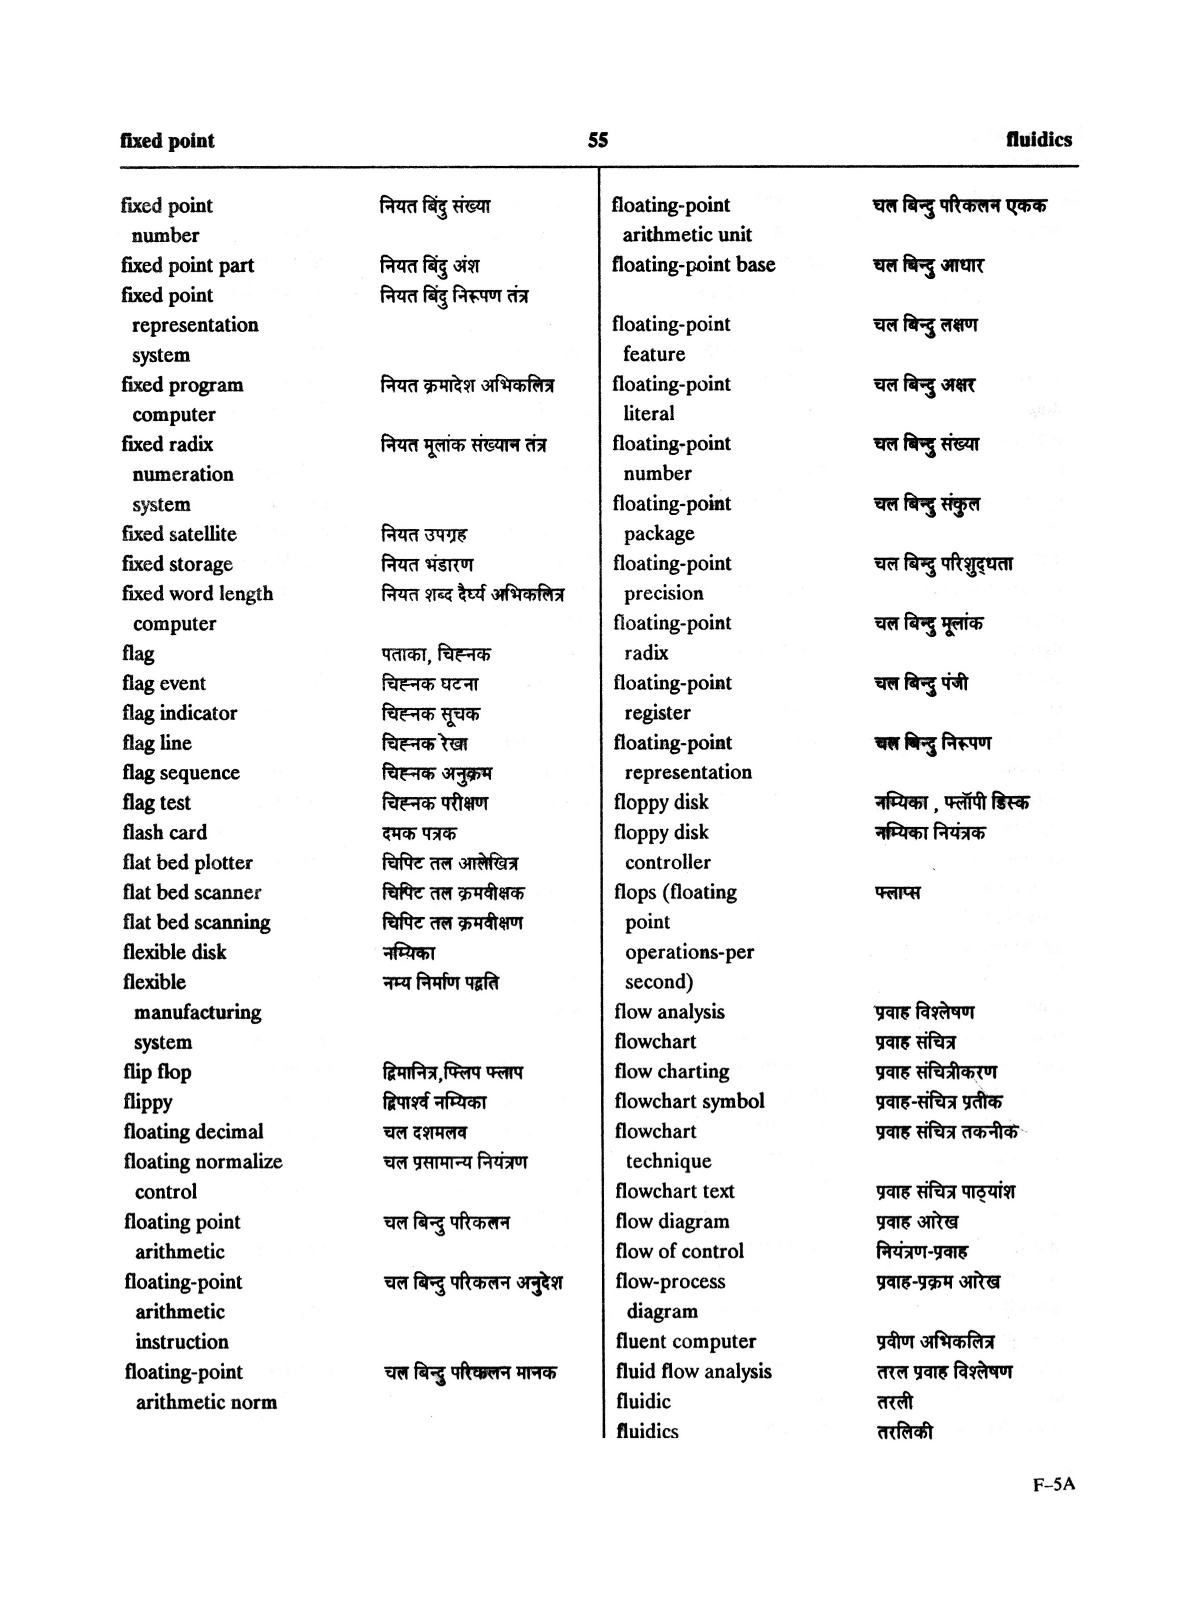 fixed point 55 fluidics
fixed point नियत बिंदु संख्या
number
fixed point part नियत बिंदु अंश
fixed point नियत बिंदु निरूपण तंत्र
representation
system
fixed program नियत क्रमादेश अभिकलित्र
computer
fixed radix नियत मूलांक संख्यान तंत्र
numeration
system
fixed satellite नियत उपग्रह
fixed storage नियत भंडारण
fixed word length नियत शब्द दैर्घ्य अभिकलित्र
computer
flag पताका, चिह्नक
flag event चिह्नक घटना
flag indicator चिह्नक सूचक
flag line चिह्नक रेखा
flag sequence चिह्नक अनुक्रम
flag test चिह्नक परीक्षण
flash card दमक पत्रक
flat bed plotter चिपिट तल आलेखित्र
flat bed scanner चिपिट तल क्रमवीक्षक
flat bed scanning चिपिट तल क्रमवीक्षण
flexible disk नम्यिका
flexible नम्य निर्माण पद्धति
manufacturing
system
flip flop द्विमानित्र,फ्लिप फ्लाप
flippy द्विपार्श्व नम्यिका
floating decimal चल दशमलव
floating normalize चल प्रसामान्य नियंत्रण
control
floating point चल बिन्दु परिकलन
arithmetic
floating-point चल बिन्दु परिकलन अनुदेश
arithmetic
instruction
floating-point चल बिन्दु परिकलन मानक
arithmetic norm
floating-point चल बिन्दु परिकलन एकक
arithmetic unit
floating-point base चल बिन्दु आधार
floating-point चल बिन्दु लक्षण
feature
floating-point चल बिन्दु अक्षर
literal
floating-point चल बिन्दु संख्या
number
floating-point चल बिन्दु संकुल
package
floating-point चल बिन्दु परिशुद्धता
precision
floating-point चल बिन्दु मूलांक
radix
floating-point चल बिन्दु पंजी
register
floating-point चल बिन्दु निरूपण
representation
floppy disk नम्यिका , फ्लॉपी डिस्क
floppy disk नम्यिका नियंत्रक
controller
flops (floating फ्लाप्स
point
operations-per
second)
flow analysis प्रवाह विश्लेषण
flowchart प्रवाह संचित्र
flow charting प्रवाह संचित्रीकरण
flowchart symbol प्रवाह-संचित्र प्रतीक
flowchart प्रवाह संचित्र तकनीक
technique
flowchart text प्रवाह संचित्र पाठ्यांश
flow diagram प्रवाह आरेख
flow of control नियंत्रण-प्रवाह
flow-process प्रवाह-प्रक्रम आरेख
diagram
fluent computer प्रवीण अभिकलित्र
fluid flow analysis तरल प्रवाह विश्लेषण
fluidic तरली
fluidics तरलिकी
F–5A